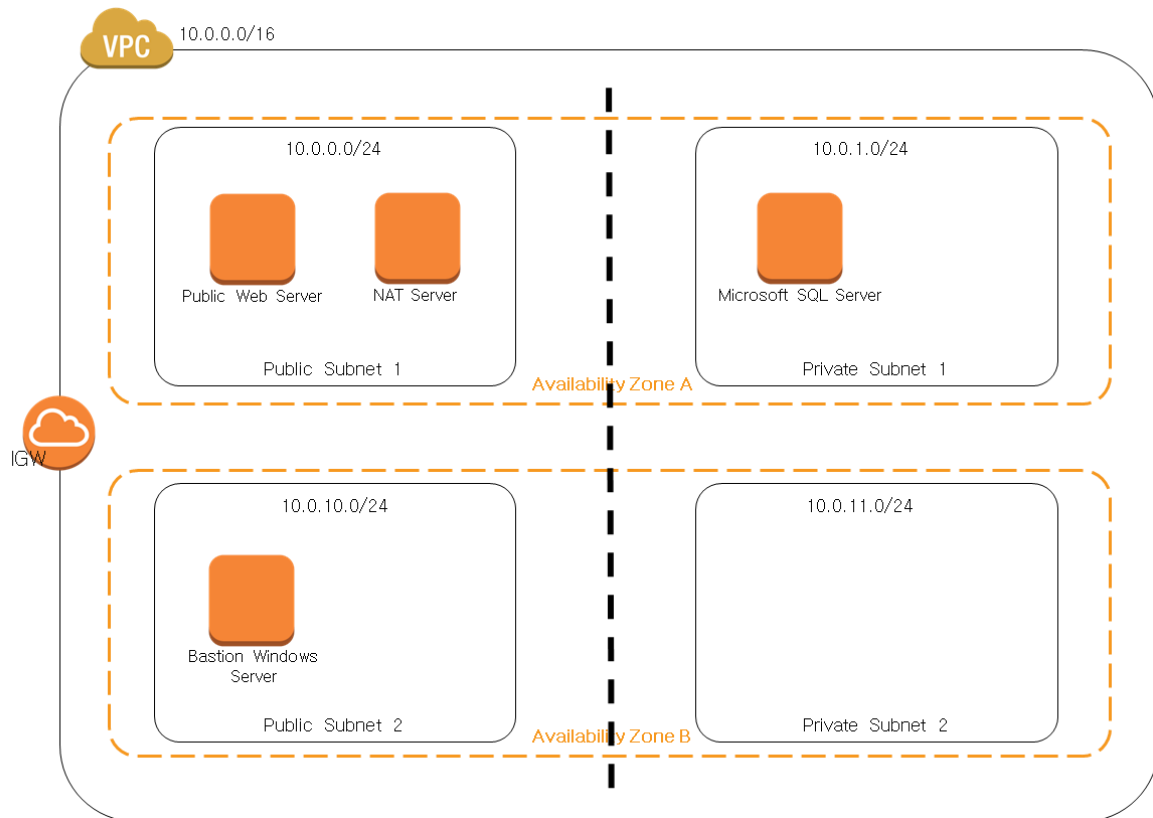 VPC
10.0.0.0/16
10.0.0.0/24
10.0.1.0/24
Public Web Server
NAT Server
Microsoft SQL Server
Public Subnet 1
Private Subnet 1
Availability Zone A
IGW
10.0.10.0/24
10.0.11.0/24
Bastion Windows
Server
Public Subnet 2
Private Subnet 2
Availability Zone B